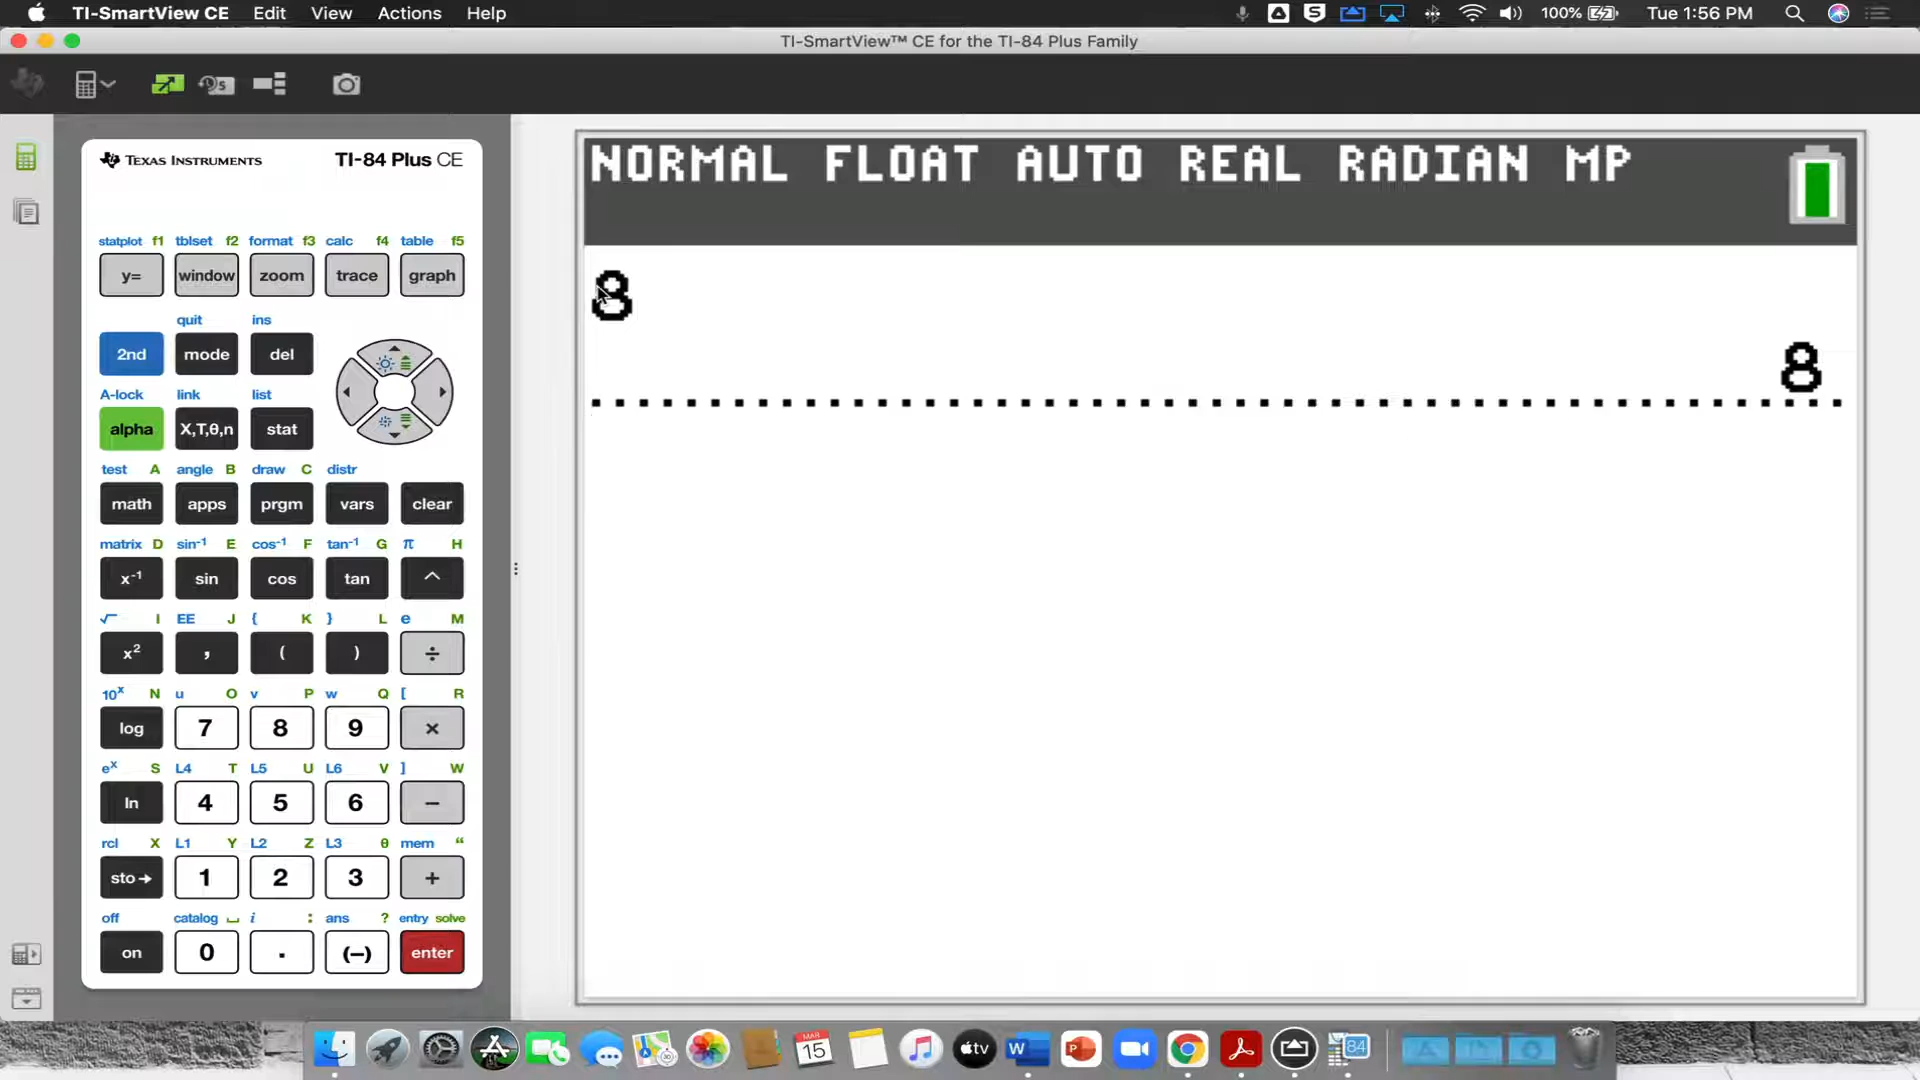 TI-SmartView CE Edit View Actions Help 100% Tue 1:56 PM
TI-SmartView™ CE for the TI-84 Plus Family
TEXAS INSTRUMENTS TI-84 Plus CE
NORMAL FLOAT AUTO REAL RADIAN MP
8
8
statplot f1 tblset f2 format f3 calc f4 table f5
y= window zoom trace graph
quit ins
2nd mode del
A-lock link list
alpha X,T,θ,n stat
test A angle B draw C distr
math apps prgm vars clear
matrix D sin⁻¹ E cos⁻¹ F tan⁻¹ G π H
x⁻¹ sin cos tan ^
√ I EE J { K } L e M
x² , ( ) ÷
10ˣ N u O v P w Q [ R
log 7 8 9 ×
eˣ S L4 T L5 U L6 V ] W
ln 4 5 6 −
rcl X L1 Y L2 Z L3 θ mem “
sto→ 1 2 3 +
off catalog ⎵ i : ans ? entry solve
on 0 . (−) enter
MAR
15
tv
W
P
84